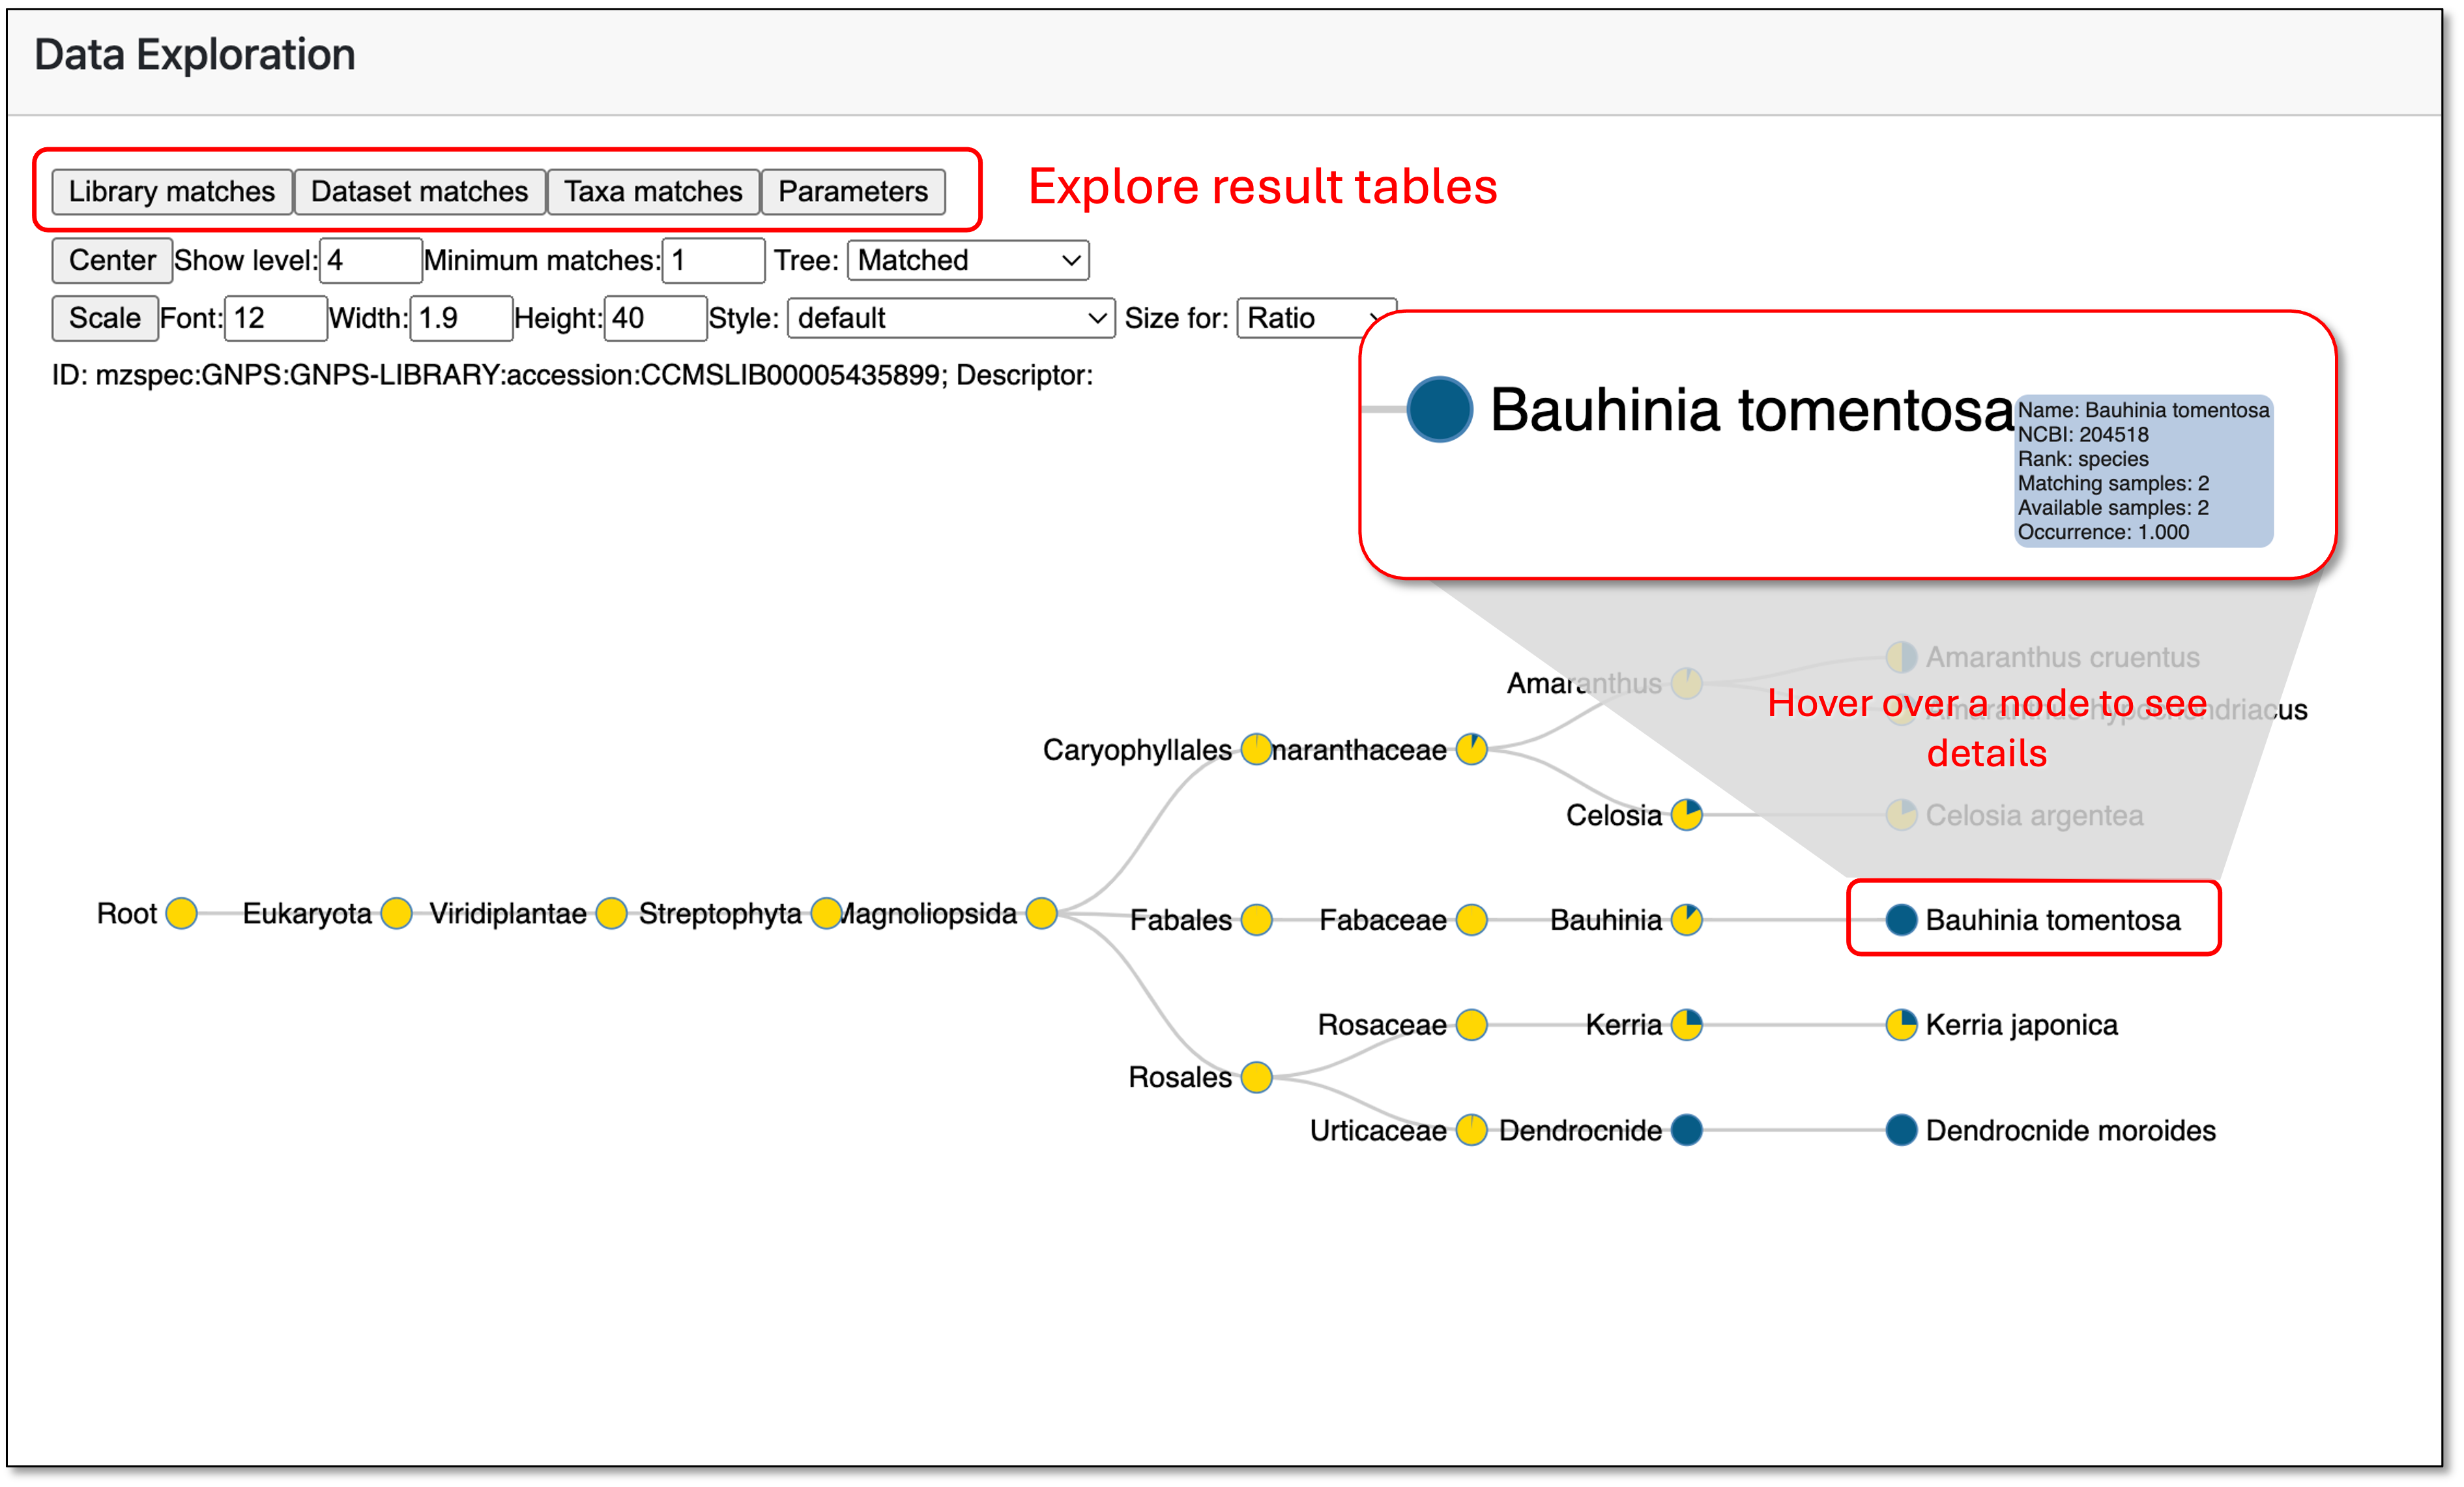 Data Exploration
Library matches Dataset matches Taxa matches Parameters
Explore result tables
Center Show level: 4 Minimum matches: 1 Tree: Matched
Scale Font: 12 Width: 1.9 Height: 40 Style: default Size for: Ratio
ID: mzspec:GNPS:GNPS-LIBRARY:accession:CCMSLIB00005435899; Descriptor:
Bauhinia tomentosa
Name: Bauhinia tomentosa
NCBI: 204518
Rank: species
Matching samples: 2
Available samples: 2
Occurrence: 1.000
Amaranthus cruentus
Amaranthus
Hover over a node to see
details
Amaranthus hypochondriacus
Caryophyllales
naranthaceae
Celosia
Celosia argentea
Root
Eukaryota
Viridiplantae
Streptophyta
Magnoliopsida
Fabales
Fabaceae
Bauhinia
Bauhinia tomentosa
Rosaceae
Kerria
Kerria japonica
Rosales
Urticaceae
Dendrocnide
Dendrocnide moroides